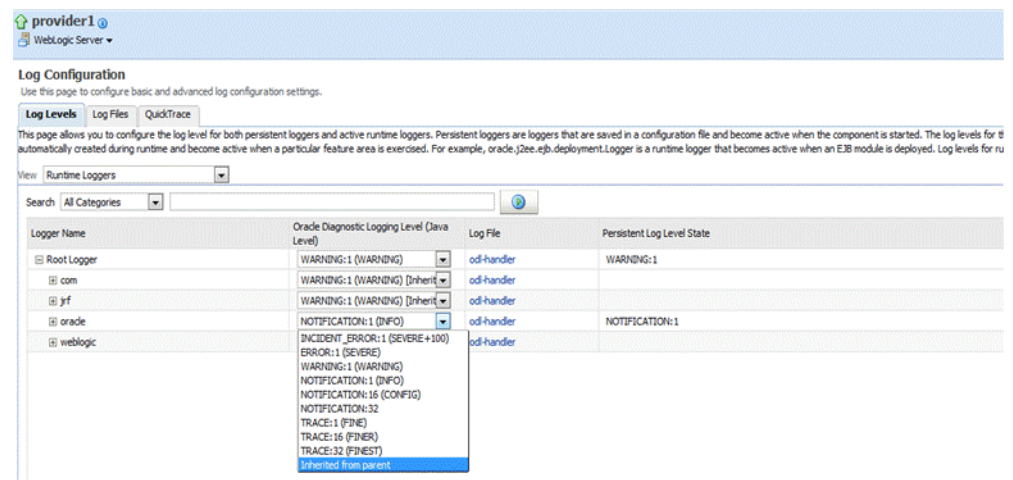 provider1
WebLogic Server
Log Configuration
Use this page to configure basic and advanced log configuration settings.
Log Levels Log Files QuickTrace
This page allows you to configure the log level for both persistent loggers and active runtime loggers. Persistent loggers are loggers that are saved in a configuration file and become active when the component is started. The log levels for
automatically created during runtime and become active when a particular feature area is exercised. For example, oracle.j2ee.ejb.deployment.Logger is a runtime logger that becomes active when an EJB module is deployed. Log levels for
View Runtime Loggers
Search All Categories
Logger Name Oracle Diagnostic Logging Level (Java Log File Persistent Log Level State
Level)
Root Logger WARNING:1 (WARNING) odl-handler WARNING:1
com WARNING:1 (WARNING) [Inherit odl-handler
jrf WARNING:1 (WARNING) [Inherit odl-handler
oracle NOTIFICATION:1 (INFO) odl-handler NOTIFICATION:1
weblogic odl-handler
INCIDENT_ERROR:1 (SEVERE+100)
ERROR:1 (SEVERE)
WARNING:1 (WARNING)
NOTIFICATION:1 (INFO)
NOTIFICATION:16 (CONFIG)
NOTIFICATION:32
TRACE:1 (FINE)
TRACE:16 (FINER)
TRACE:32 (FINEST)
Inherited from parent